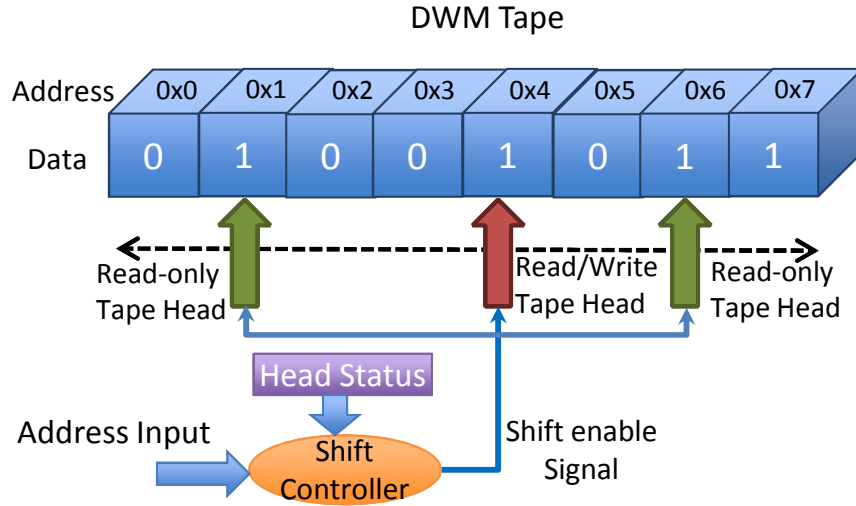 DWM Tape
Address 0x0 0x1 0x2 0x3 0x4 0x5 0x6 0x7
Data 0 1 0 0 1 0 1 1
Read-only
Tape Head
Read/Write
Tape Head
Read-only
Tape Head
Head Status
Address Input
Shift
Controller
Shift enable
Signal